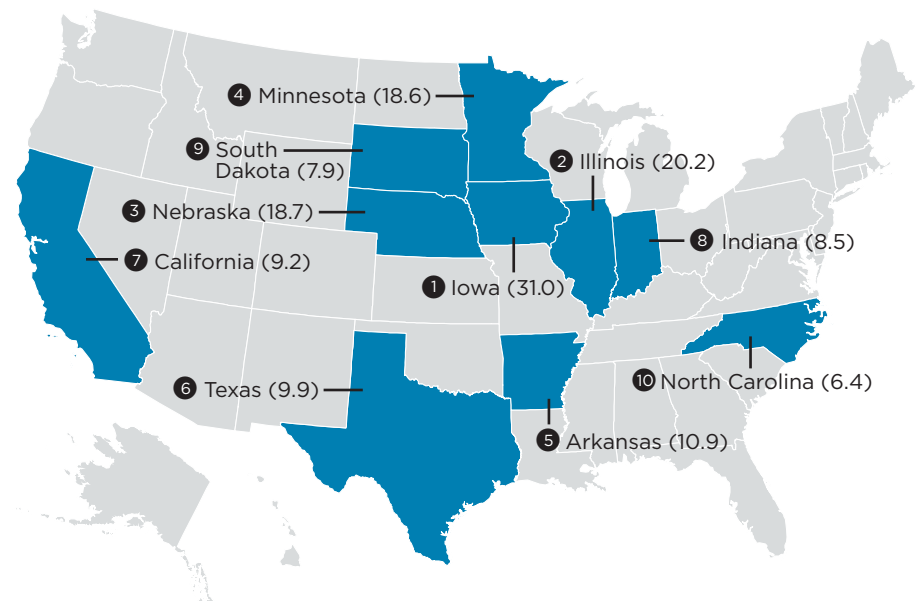 4 Minnesota (18.6)
9 South
Dakota (7.9)
2 Illinois (20.2)
3 Nebraska (18.7)
8 Indiana (8.5)
7 California (9.2)
1 Iowa (31.0)
6 Texas (9.9)
10 North Carolina (6.4)
5 Arkansas (10.9)